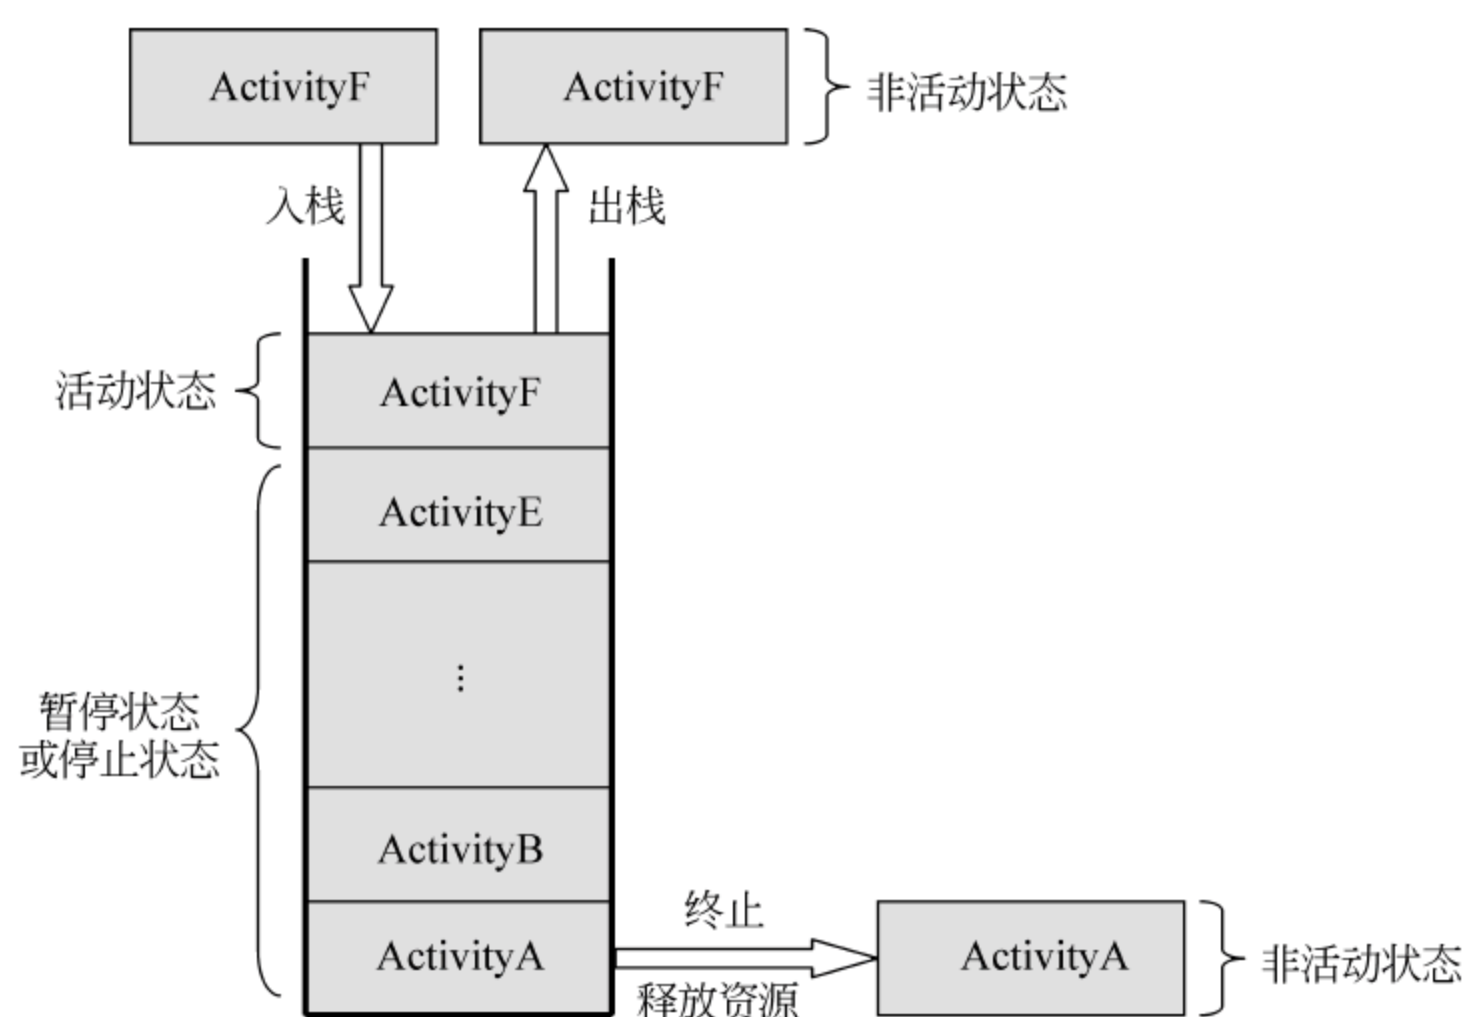 ActivityF
ActivityF
非活动状态
入栈
出栈
活动状态
ActivityF
ActivityE
⋮
暂停状态
或停止状态
ActivityB
ActivityA
终止
释放资源
ActivityA
非活动状态